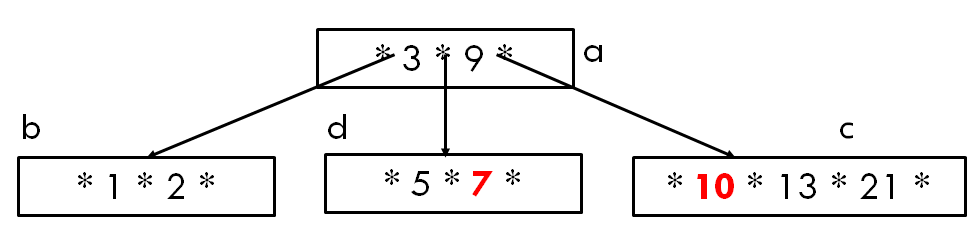 * 3 * 9 *
a
b
d
c
* 1 * 2 *
* 5 * 7 *
* 10 * 13 * 21 *